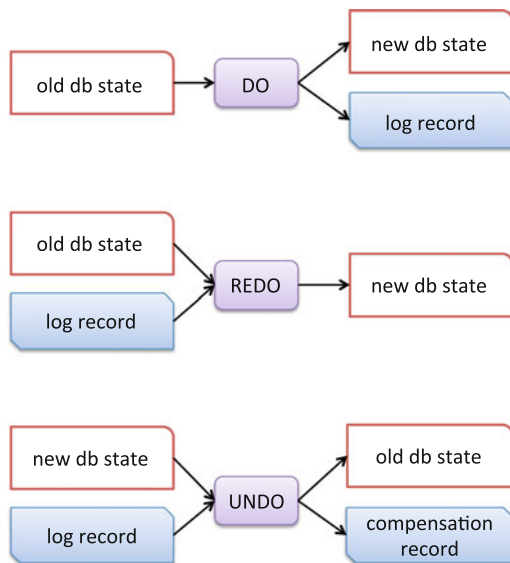 new db state
old db state
DO
log record
old db state
REDO
new db state
log record
new db state
old db state
UNDO
log record
compensation
record